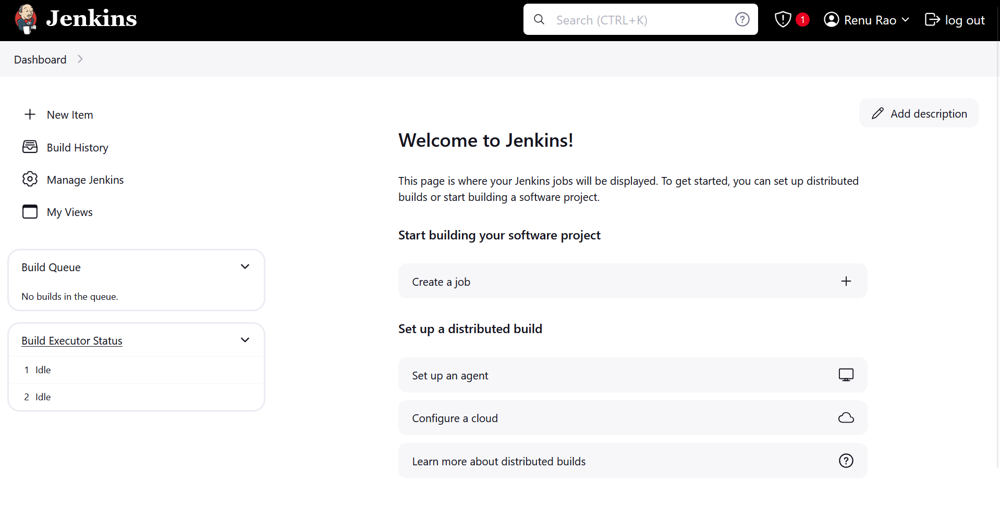 Jenkins
Search (CTRL+K)
1
Renu Rao
log out
Dashboard
New Item
Build History
Manage Jenkins
My Views
Build Queue
No builds in the queue.
Build Executor Status
1 Idle
2 Idle
Add description
Welcome to Jenkins!
This page is where your Jenkins jobs will be displayed. To get started, you can set up distributed
builds or start building a software project.
Start building your software project
Create a job
Set up a distributed build
Set up an agent
Configure a cloud
Learn more about distributed builds